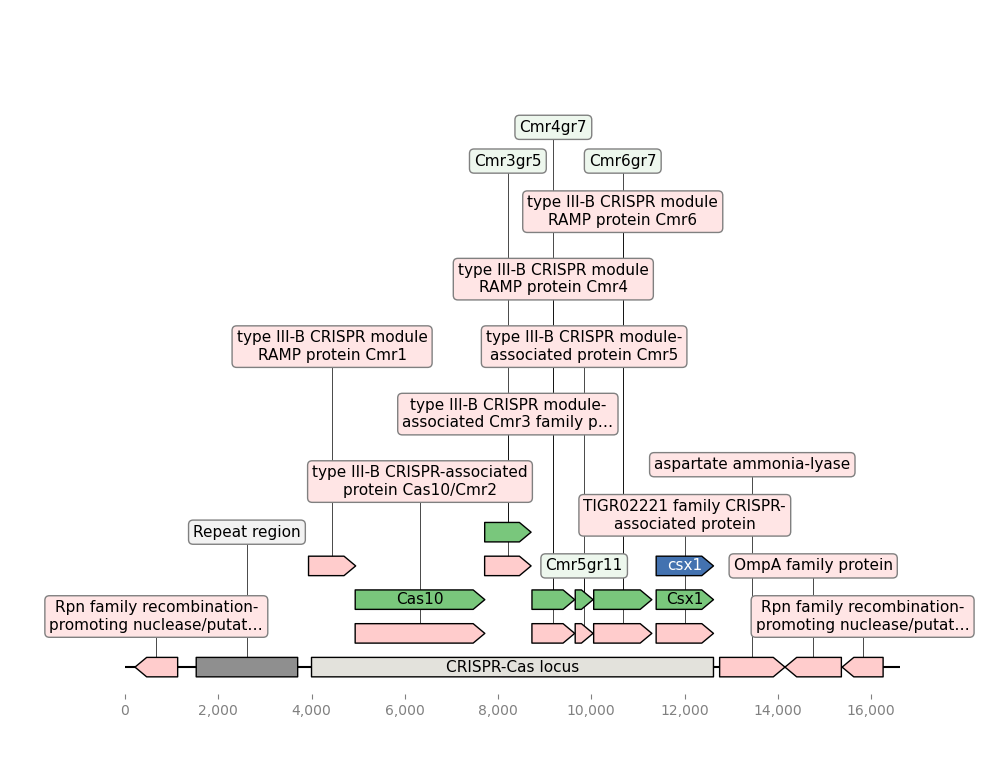 Cmr4gr7
Cmr3gr5
Cmr6gr7
type III-B CRISPR module
RAMP protein Cmr6
type III-B CRISPR module
RAMP protein Cmr4
type III-B CRISPR module
RAMP protein Cmr1
type III-B CRISPR module-
associated protein Cmr5
type III-B CRISPR module-
associated Cmr3 family p…
aspartate ammonia-lyase
type III-B CRISPR-associated
protein Cas10/Cmr2
TIGR02221 family CRISPR-
associated protein
Repeat region
Cmr5gr11
csx1
OmpA family protein
Cas10
Csx1
Rpn family recombination-
promoting nuclease/putat…
Rpn family recombination-
promoting nuclease/putat…
CRISPR-Cas locus
0
2,000
4,000
6,000
8,000
10,000
12,000
14,000
16,000